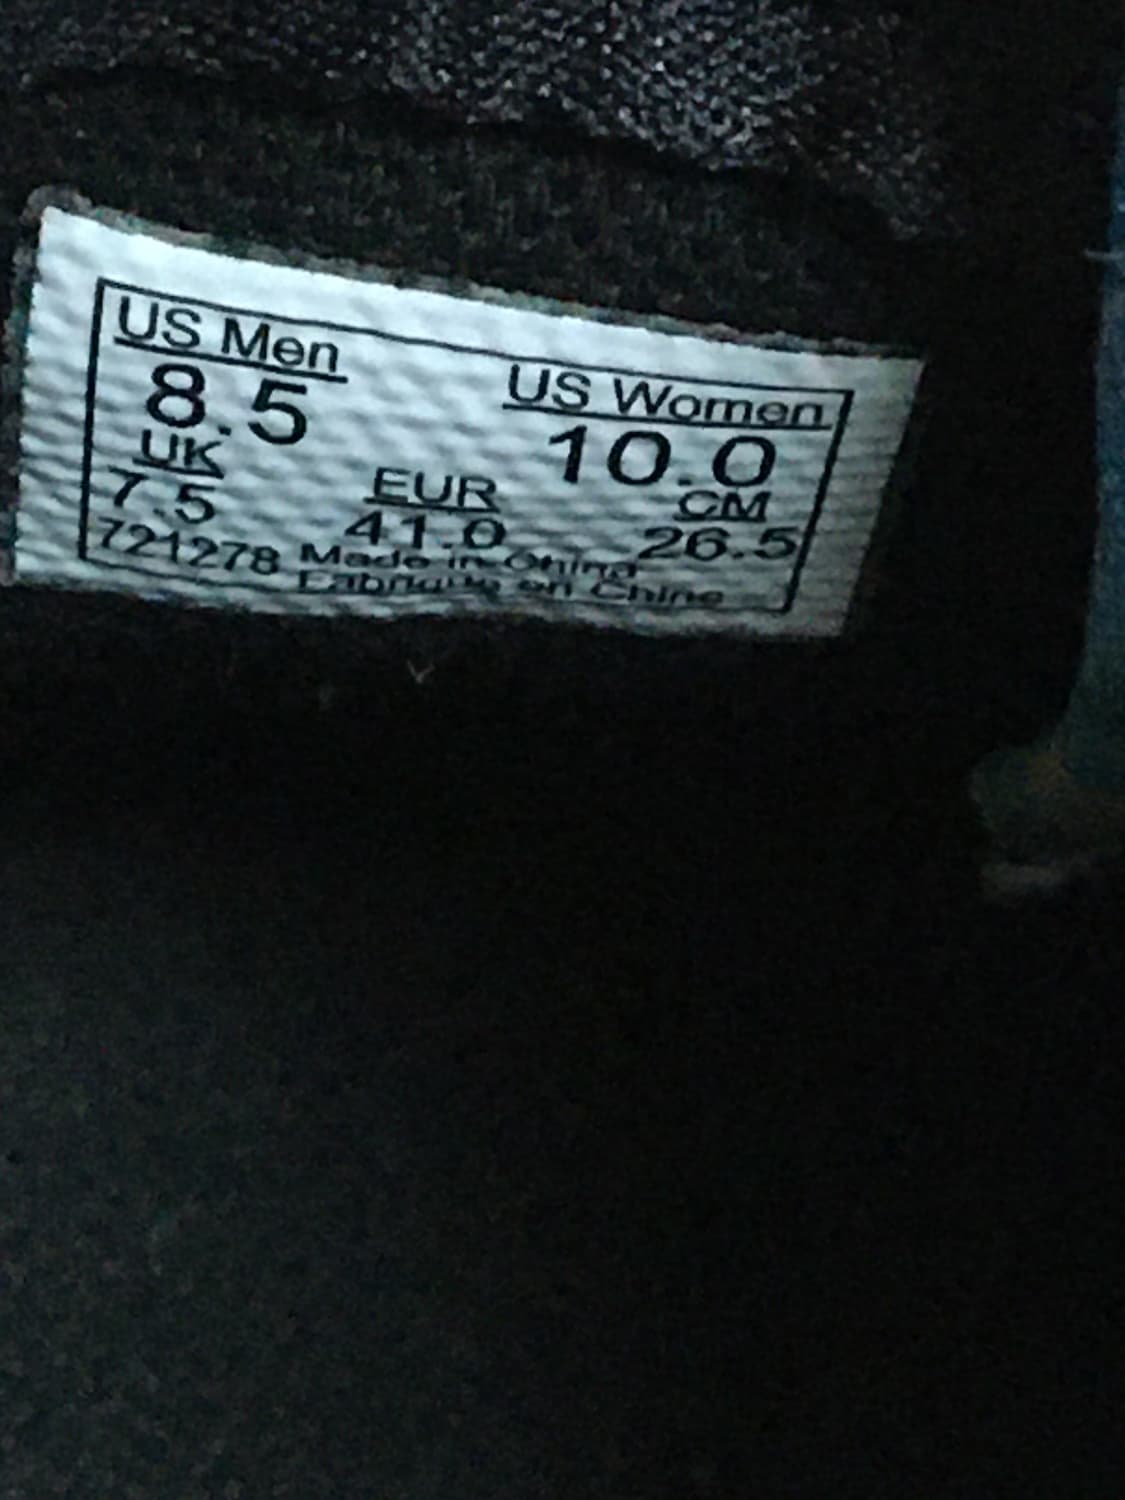 US Men US Women
8.5 10.0
UK EUR CM
7.5 41.0 26.5
721278 Made in China
Fabrique en Chine